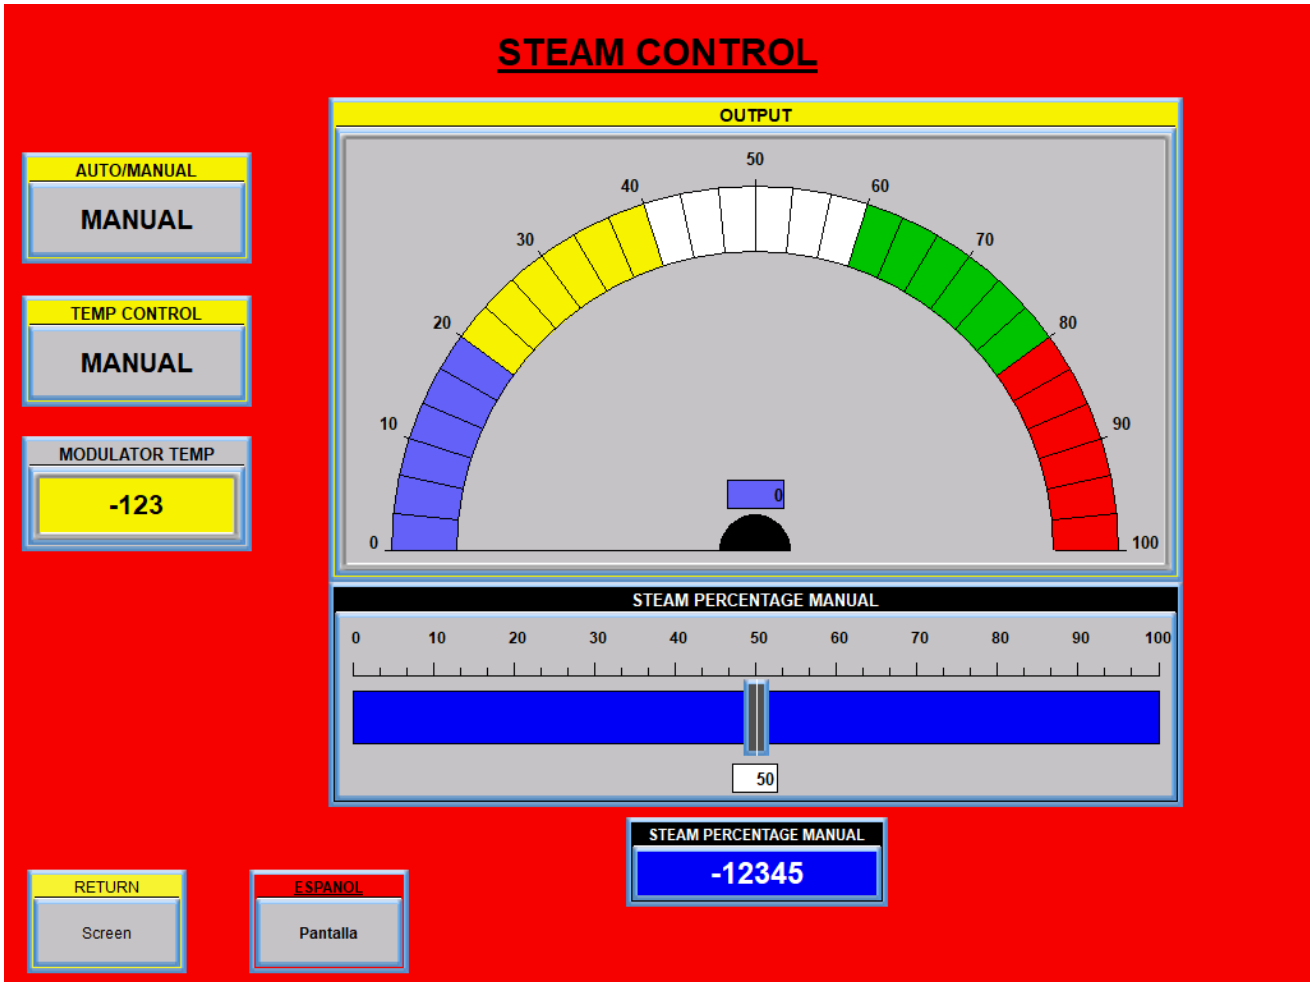 STEAM CONTROL
OUTPUT
AUTO/MANUAL
MANUAL
TEMP CONTROL
MANUAL
MODULATOR TEMP
-123
0 10 20 30 40 50 60 70 80 90 100
0
STEAM PERCENTAGE MANUAL
0 10 20 30 40 50 60 70 80 90 100
50
STEAM PERCENTAGE MANUAL
-12345
RETURN
Screen
ESPANOL
Pantalla